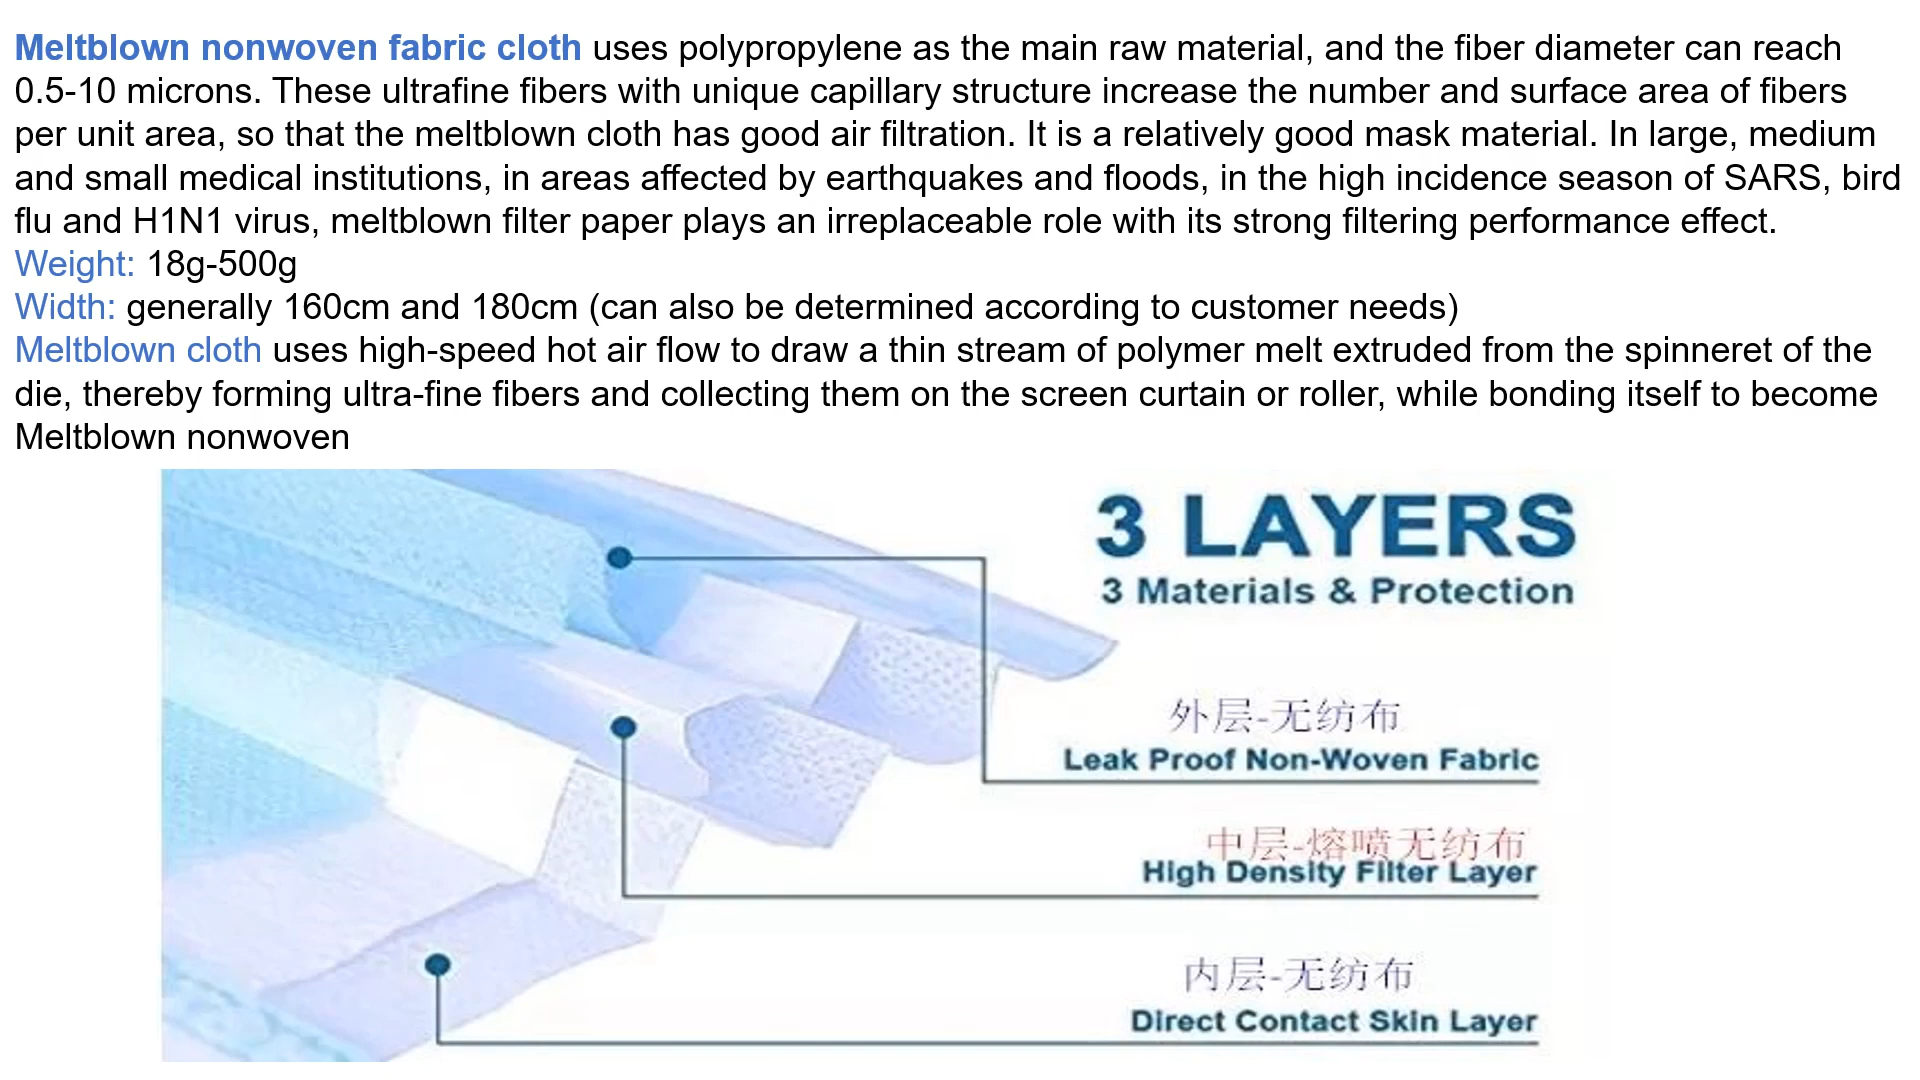 Meltblown nonwoven fabric cloth uses polypropylene as the main raw material, and the fiber diameter can reach
0.5-10 microns. These ultrafine fibers with unique capillary structure increase the number and surface area of fibers
per unit area, so that the meltblown cloth has good air filtration. It is a relatively good mask material. In large, medium
and small medical institutions, in areas affected by earthquakes and floods, in the high incidence season of SARS, bird
flu and H1N1 virus, meltblown filter paper plays an irreplaceable role with its strong filtering performance effect.
Weight: 18g-500g
Width: generally 160cm and 180cm (can also be determined according to customer needs)
Meltblown cloth uses high-speed hot air flow to draw a thin stream of polymer melt extruded from the spinneret of the
die, thereby forming ultra-fine fibers and collecting them on the screen curtain or roller, while bonding itself to become
Meltblown nonwoven
3 LAYERS
3 Materials & Protection
外层-无纺布
Leak Proof Non-Woven Fabric
中层-熔喷无纺布
High Density Filter Layer
内层-无纺布
Direct Contact Skin Layer